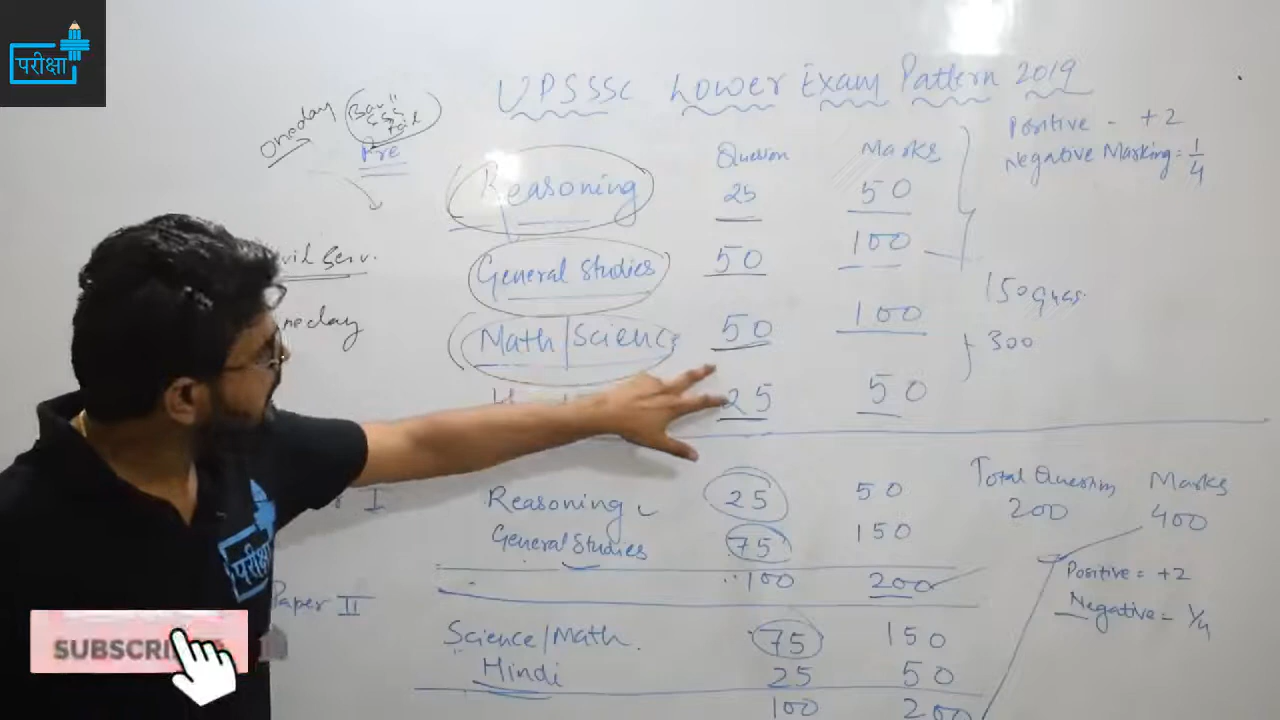 परीक्षा
UPSSSC Lower Exam Pattern 2019
Oneday
Pre
Question Marks
Positive - +2
Negative Marking = 1/4
Reasoning 25 50
General Studies 50 100
150 ques.
Math/Science 50 100
300
25 50
Serv.
Reasoning 25 50
General Studies 75 150
100 200
Total Question Marks
200 400
Positive = +2
Negative = 1/4
I
Paper II
Science/Math. 75 150
Hindi 25 50
100 200
परीक्षा
SUBSCRI